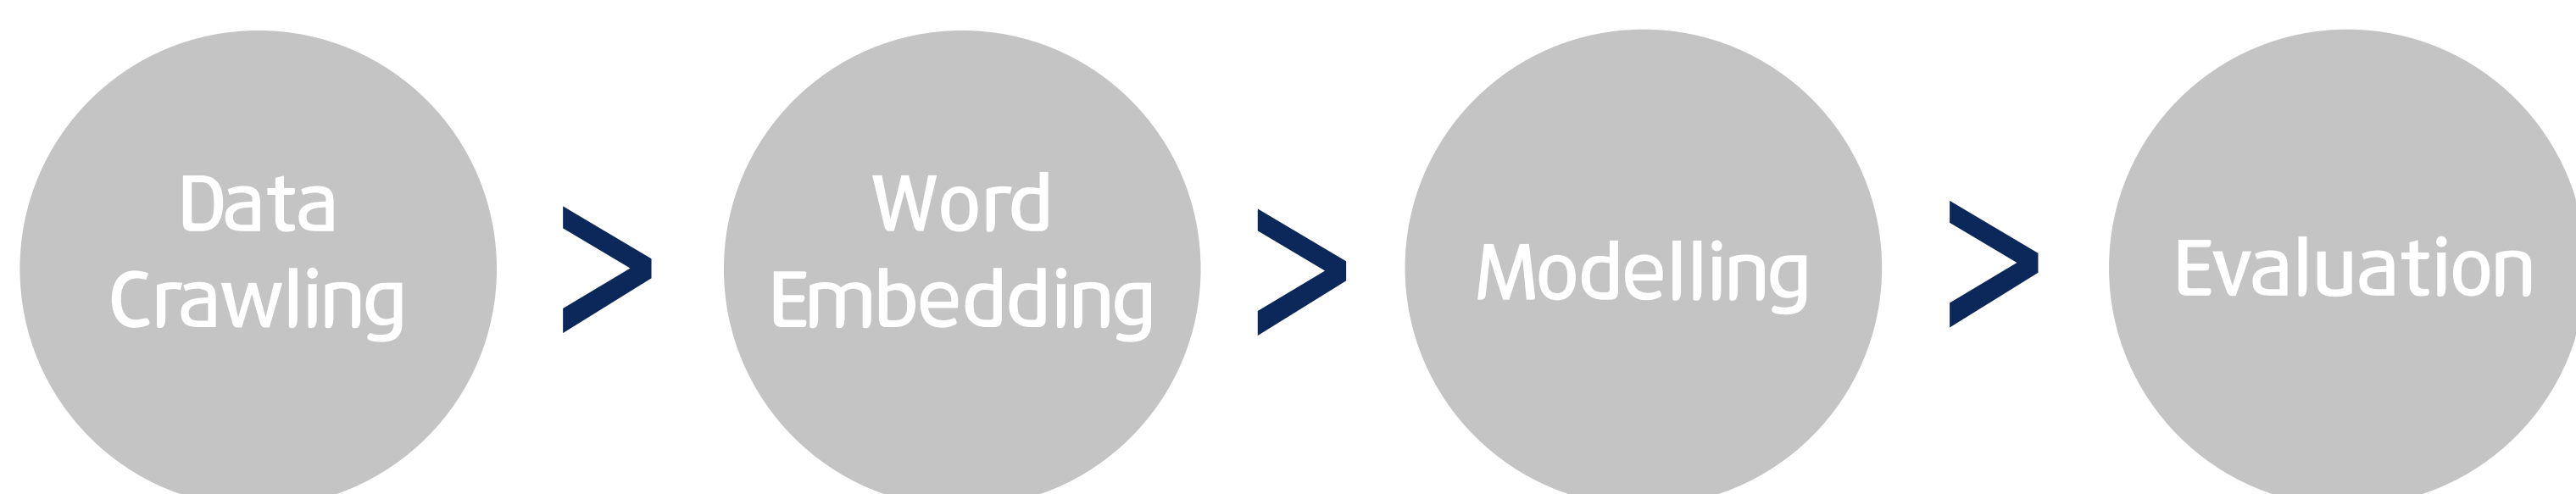 Data
Crawling
>
Word
Embedding
>
Modelling
>
Evaluation